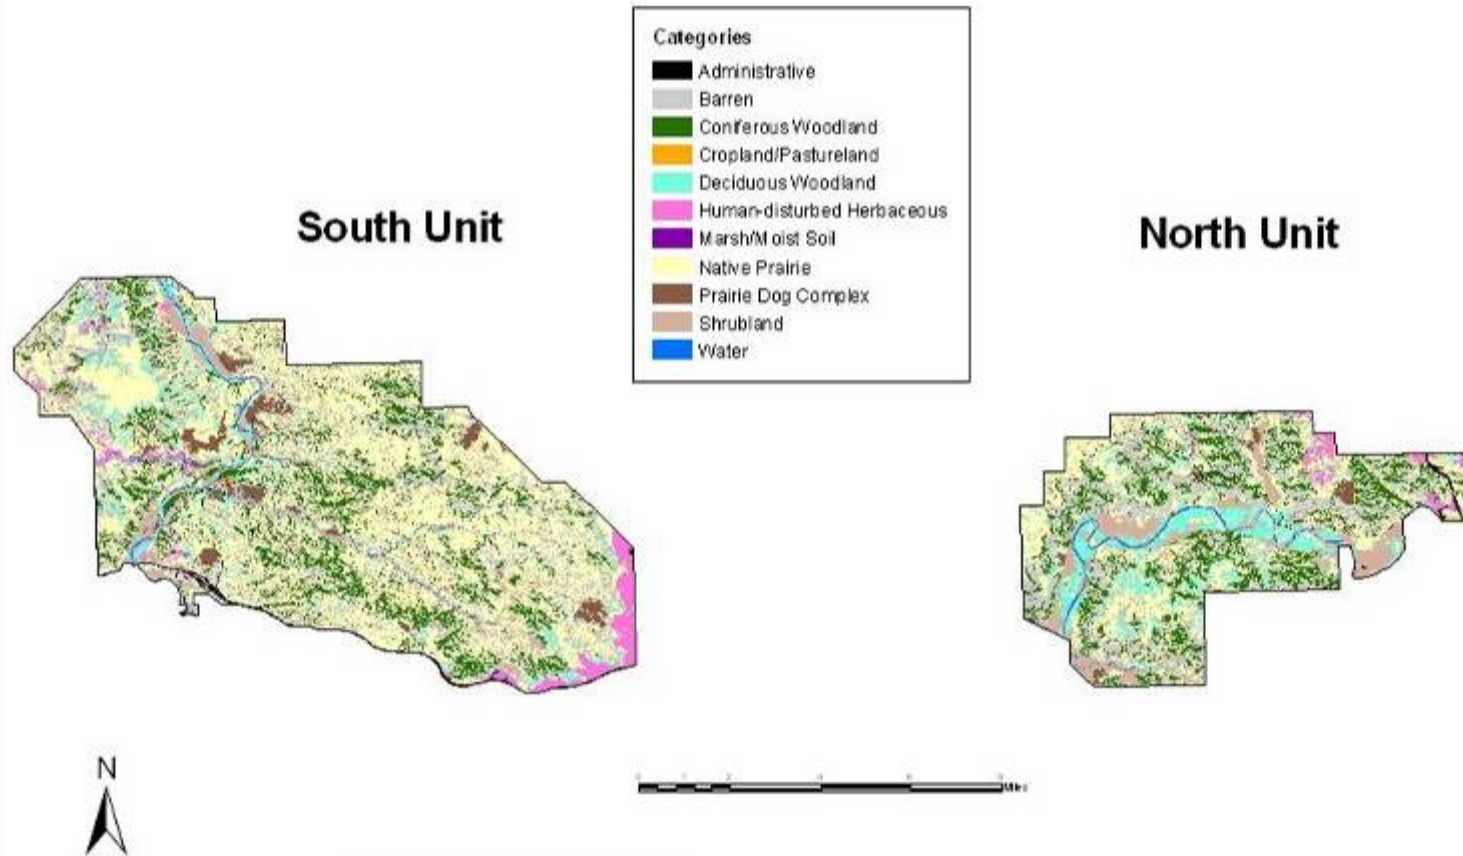 Categories
Administrative
Barren
Coniferous Woodland
Cropland/Pastureland
Deciduous Woodland
Human-disturbed Herbaceous
Marsh/Moist Soil
Native Prairie
Prairie Dog Complex
Shrubland
Water
South Unit
North Unit
N
Miles